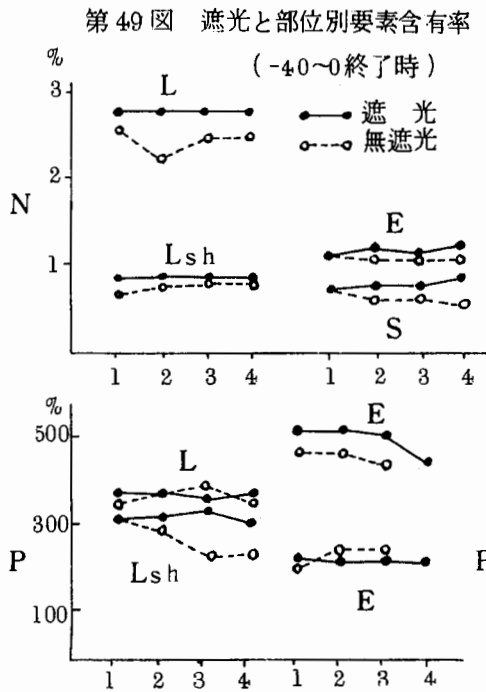 第49図 遮光と部位別要素含有率
(-40~0終了時)
%
3
L
遮 光
無遮光
2
N
E
Lsh
1
S
1 2 3 4 1 2 3 4
%
500
E
L
300
P
Lsh
P
E
100
1 2 3 4 1 2 3 4